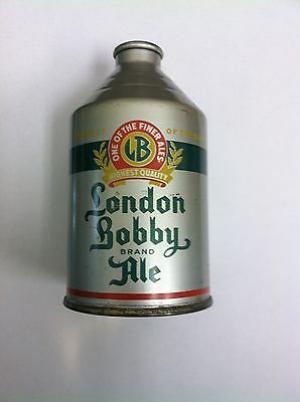 ONE OF THE FINER ALES
LB
HIGHEST QUALITY
London
Bobby
BRAND
Ale